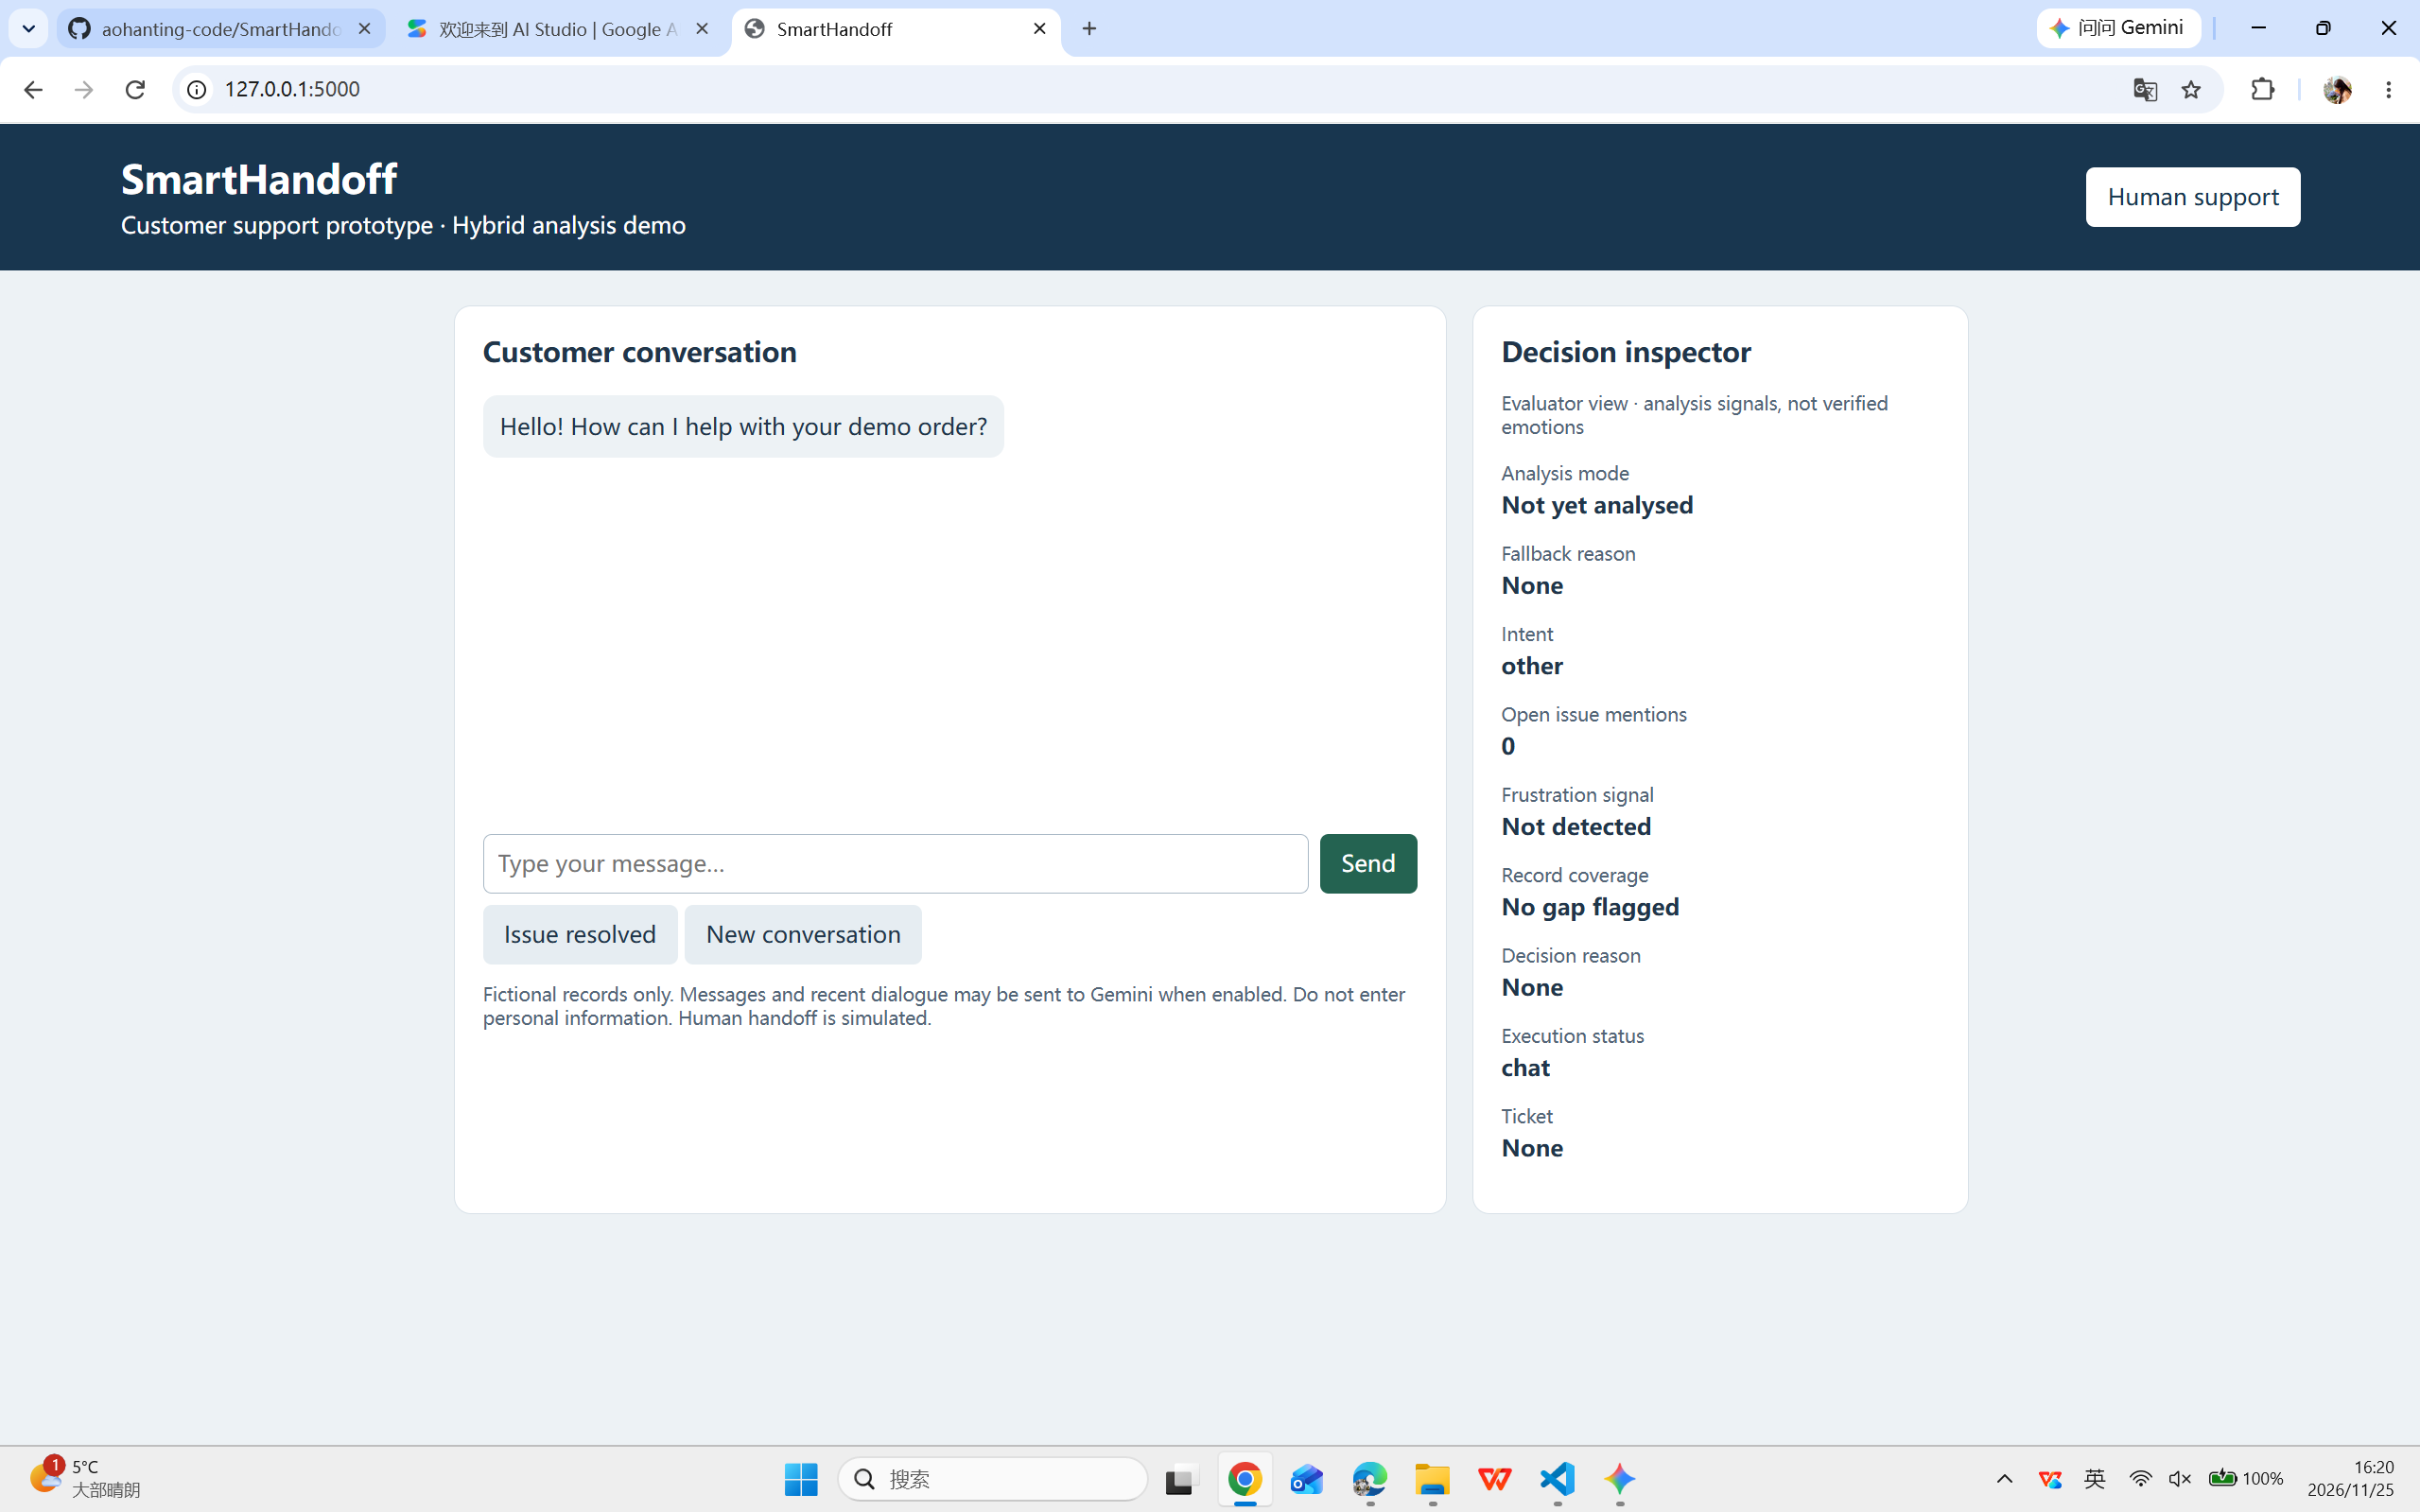 aohanting-code/SmartHando
欢迎来到 AI Studio | Google A
SmartHandoff
问问 Gemini
127.0.0.1:5000
SmartHandoff
Customer support prototype · Hybrid analysis demo
Human support
Customer conversation
Hello! How can I help with your demo order?
Type your message...
Send
Issue resolved
New conversation
Fictional records only. Messages and recent dialogue may be sent to Gemini when enabled. Do not enter
personal information. Human handoff is simulated.
Decision inspector
Evaluator view · analysis signals, not verified
emotions
Analysis mode
Not yet analysed
Fallback reason
None
Intent
other
Open issue mentions
0
Frustration signal
Not detected
Record coverage
No gap flagged
Decision reason
None
Execution status
chat
Ticket
None
1
5°C
大部晴朗
搜索
英
100%
16:20
2026/11/25